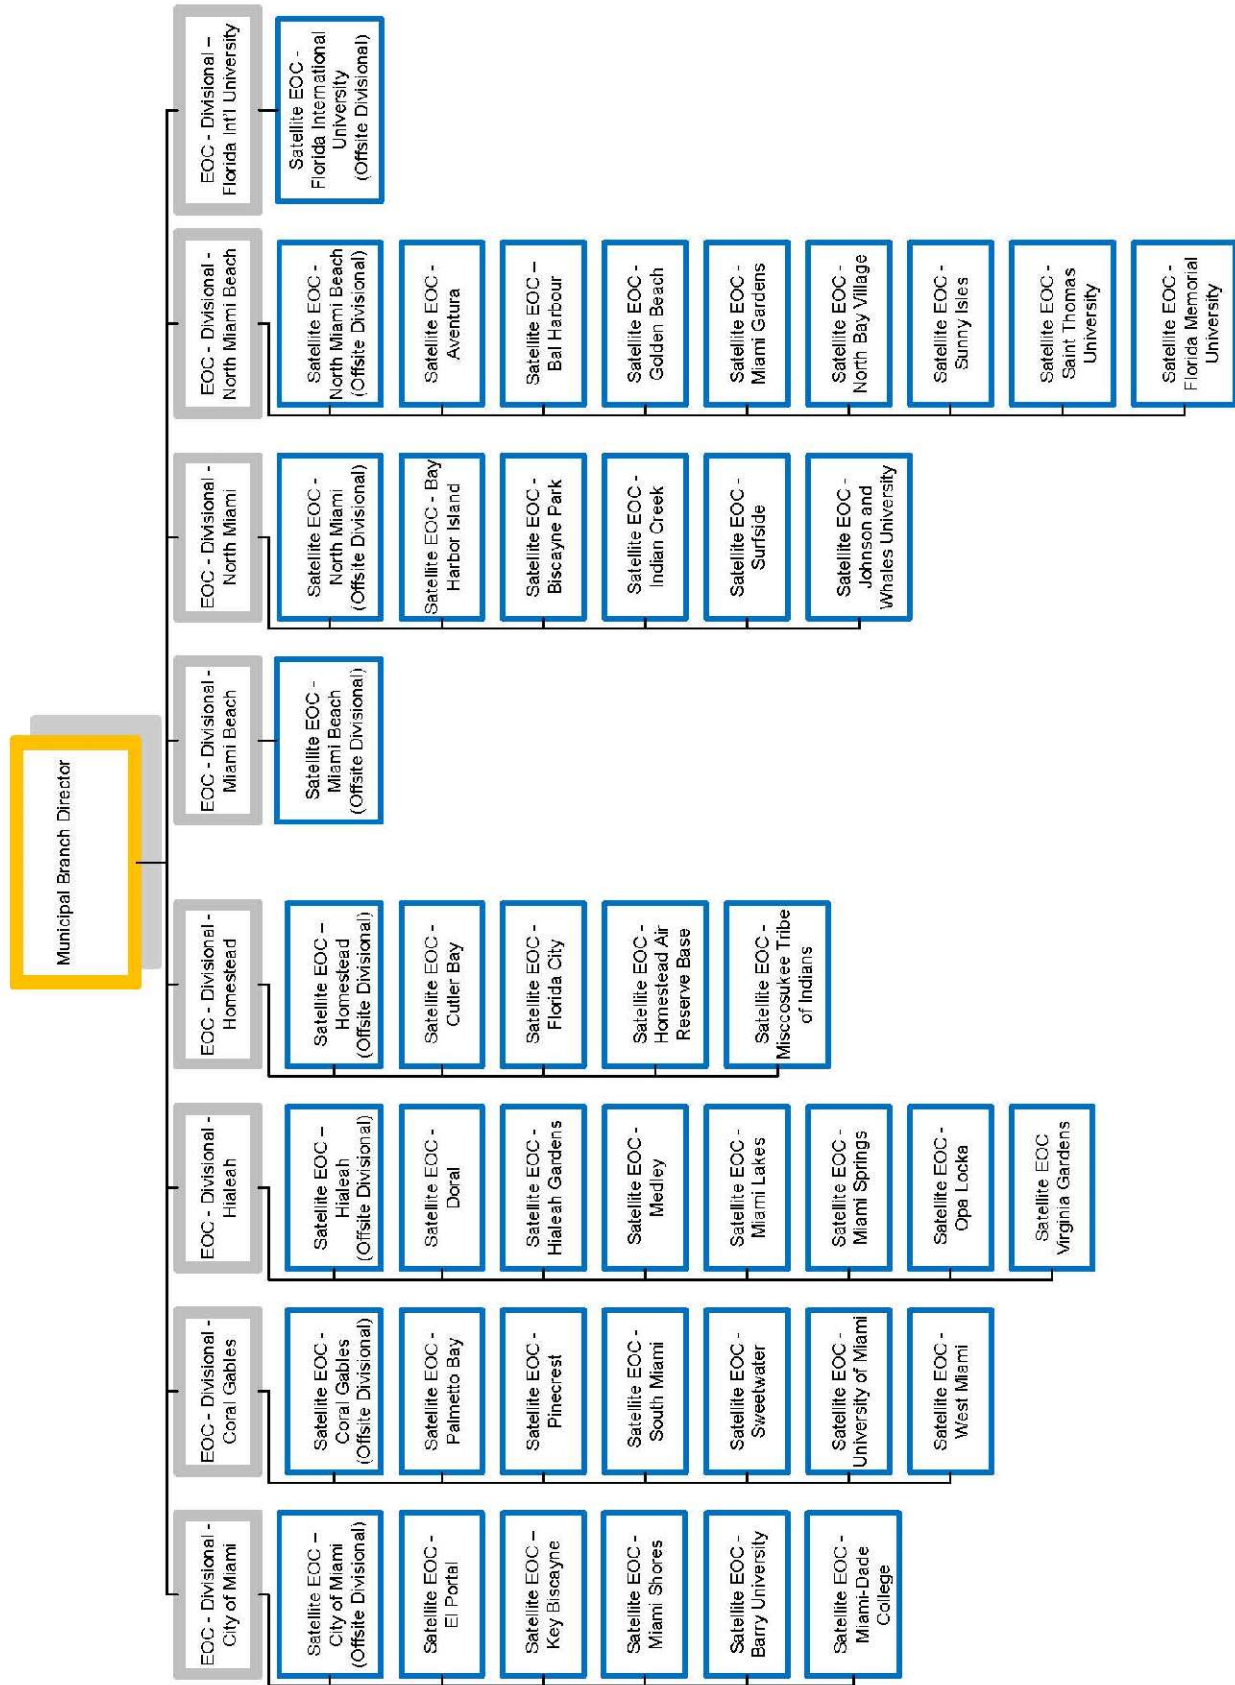 Municipal Branch Director
EOC - Divisional -
City of Miami
Satellite EOC –
City of Miami
(Offsite Divisional)
Satellite EOC -
El Portal
Satellite EOC –
Key Biscayne
Satellite EOC -
Miami Shores
Satellite EOC -
Barry University
Satellite EOC -
Miami-Dade
College
EOC - Divisional -
Coral Gables
Satellite EOC -
Coral Gables
(Offsite Divisional)
Satellite EOC -
Palmetto Bay
Satellite EOC -
Pinecrest
Satellite EOC -
South Miami
Satellite EOC -
Sweetwater
Satellite EOC -
University of Miami
Satellite EOC -
West Miami
EOC - Divisional -
Hialeah
Satellite EOC –
Hialeah
(Offsite Divisional)
Satellite EOC -
Doral
Satellite EOC -
Hialeah Gardens
Satellite EOC -
Medley
Satellite EOC -
Miami Lakes
Satellite EOC -
Miami Springs
Satellite EOC -
Opa Locka
Satellite EOC
Virginia Gardens
EOC - Divisional -
Homestead
Satellite EOC –
Homestead
(Offsite Divisional)
Satellite EOC -
Cutler Bay
Satellite EOC -
Florida City
Satellite EOC -
Homestead Air
Reserve Base
Satellite EOC -
Misccosukee Tribe
of Indians
EOC - Divisional -
Miami Beach
Satellite EOC -
Miami Beach
(Offsite Divisional)
EOC - Divisional -
North Miami
Satellite EOC -
North Miami
(Offsite Divisional)
Satellite EOC - Bay
Harbor Island
Satellite EOC -
Biscayne Park
Satellite EOC -
Indian Creek
Satellite EOC -
Surfside
Satellite EOC -
Johnson and
Whales University
EOC - Divisional -
North Miami Beach
Satellite EOC -
North Miami Beach
(Offsite Divisional)
Satellite EOC -
Aventura
Satellite EOC –
Bal Harbour
Satellite EOC -
Golden Beach
Satellite EOC -
Miami Gardens
Satellite EOC -
North Bay Village
Satellite EOC -
Sunny Isles
Satellite EOC -
Saint Thomas
University
Satellite EOC -
Florida Memorial
University
EOC - Divisional –
Florida Int'l University
Satellite EOC -
Florida International
University
(Offsite Divisional)